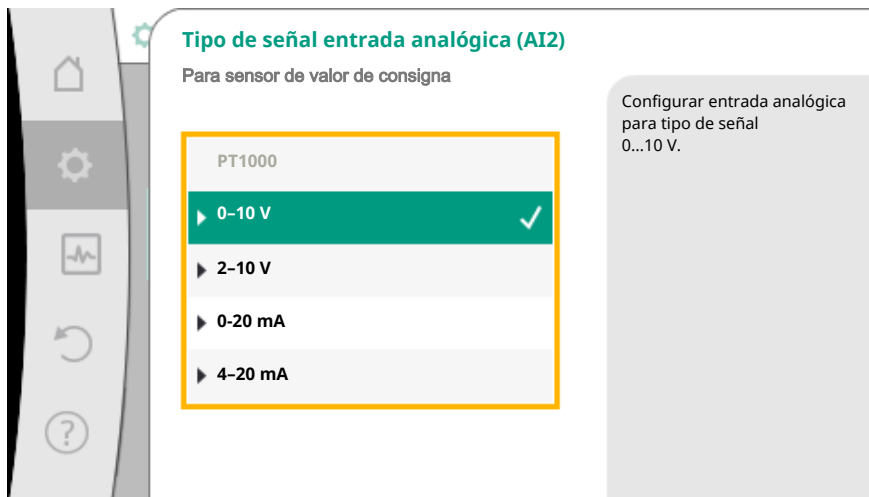 Tipo de señal entrada analógica (AI2)
Para sensor de valor de consigna
Configurar entrada analógica
para tipo de señal
0...10 V.
PT1000
0–10 V
2–10 V
0-20 mA
4–20 mA
?